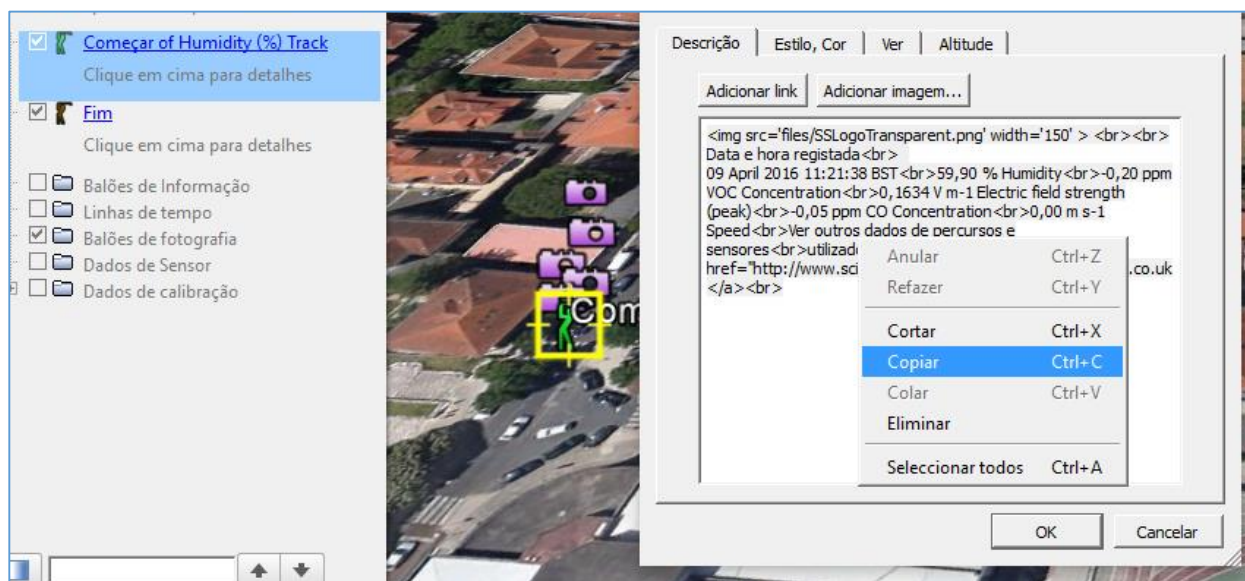 Começar of Humidity (%) Track
Clique em cima para detalhes
Fim
Clique em cima para detalhes
Balões de Informação
Linhas de tempo
Balões de fotografia
Dados de Sensor
Dados de calibração
Com
Descrição
Estilo, Cor
Ver
Altitude
Adicionar link
Adicionar imagem...
<img src='files/SSLogoTransparent.png' width='150' > <br><br>
Data e hora registada<br>
09 April 2016 11:21:38 BST<br>59,90 % Humidity<br>-0,20 ppm
VOC Concentration<br>0,1634 V m-1 Electric field strength
(peak)<br>-0,05 ppm CO Concentration<br>0,00 m s-1
Speed<br>Ver outros dados de percursos e
sensores<br>utilizad
href="http://www.sci .co.uk
</a><br>
Anular Ctrl+Z
Refazer Ctrl+Y
Cortar Ctrl+X
Copiar Ctrl+C
Colar Ctrl+V
Eliminar
Seleccionar todos Ctrl+A
OK
Cancelar